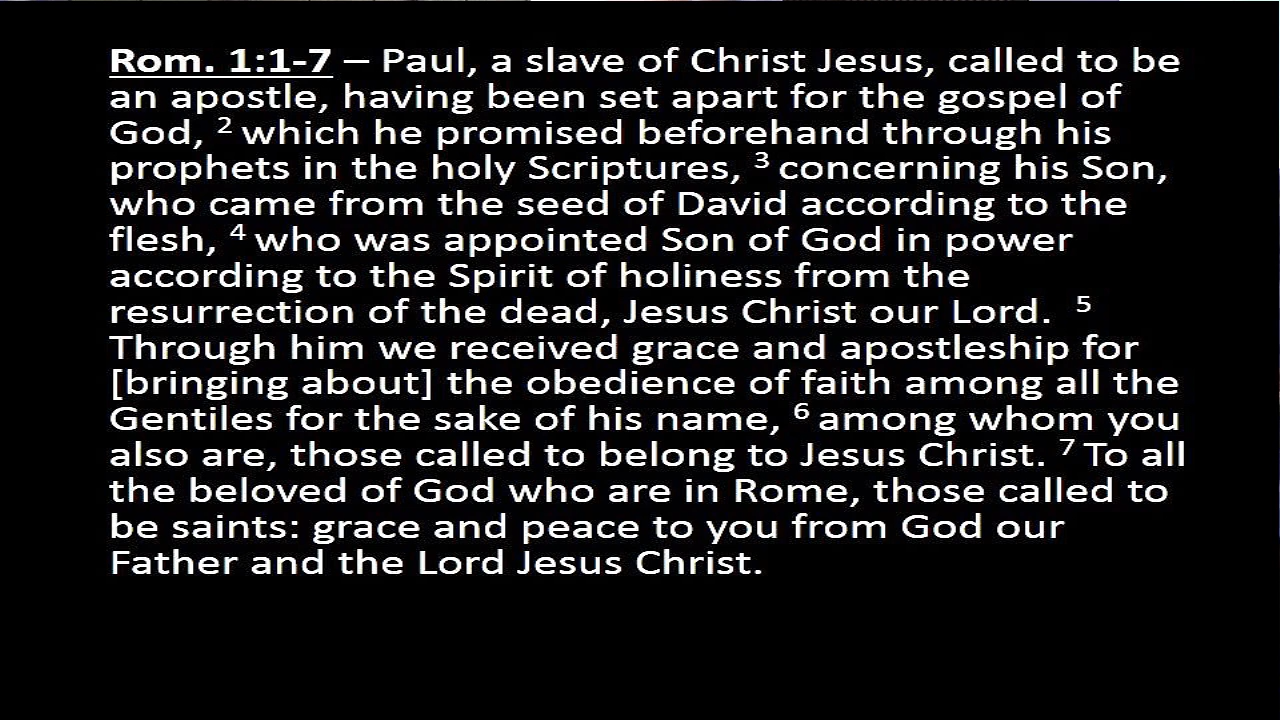 Rom. 1:1-7 – Paul, a slave of Christ Jesus, called to be
an apostle, having been set apart for the gospel of
God, ² which he promised beforehand through his
prophets in the holy Scriptures, ³ concerning his Son,
who came from the seed of David according to the
flesh, ⁴ who was appointed Son of God in power
according to the Spirit of holiness from the
resurrection of the dead, Jesus Christ our Lord. ⁵
Through him we received grace and apostleship for
[bringing about] the obedience of faith among all the
Gentiles for the sake of his name, ⁶ among whom you
also are, those called to belong to Jesus Christ. ⁷ To all
the beloved of God who are in Rome, those called to
be saints: grace and peace to you from God our
Father and the Lord Jesus Christ.